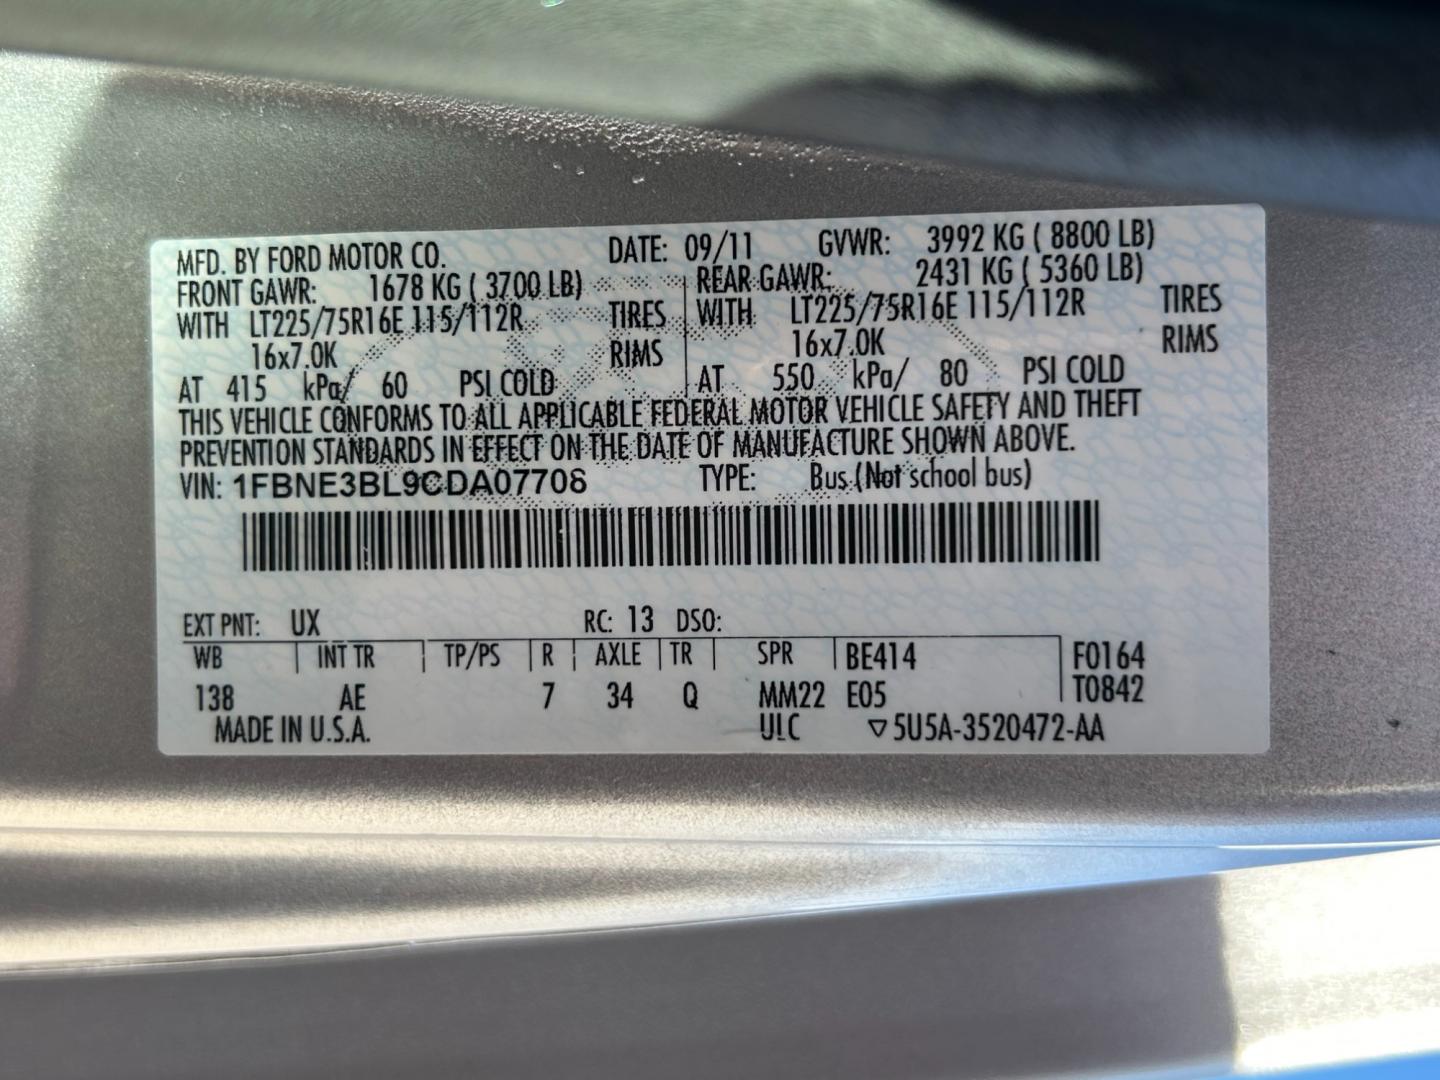 MFD. BY FORD MOTOR CO. DATE: 09/11 GVWR: 3992 KG ( 8800 LB)
FRONT GAWR: 1678 KG ( 3700 LB) REAR GAWR: 2431 KG ( 5360 LB)
WITH LT225/75R16E 115/112R TIRES WITH LT225/75R16E 115/112R TIRES
16x7.0K RIMS 16x7.0K RIMS
AT 415 kPa/ 60 PSI COLD AT 550 kPa/ 80 PSI COLD
THIS VEHICLE CONFORMS TO ALL APPLICABLE FEDERAL MOTOR VEHICLE SAFETY AND THEFT
PREVENTION STANDARDS IN EFFECT ON THE DATE OF MANUFACTURE SHOWN ABOVE.
VIN: 1FBNE3BL9CDA07706 TYPE: Bus (Not school bus)
EXT PNT: UX RC: 13 DSO:
WB INT TR TP/PS R AXLE TR SPR BE414 F0164
138 AE 7 34 Q MM22 E05 T0842
MADE IN U.S.A. ULC ▽5U5A-3520472-AA